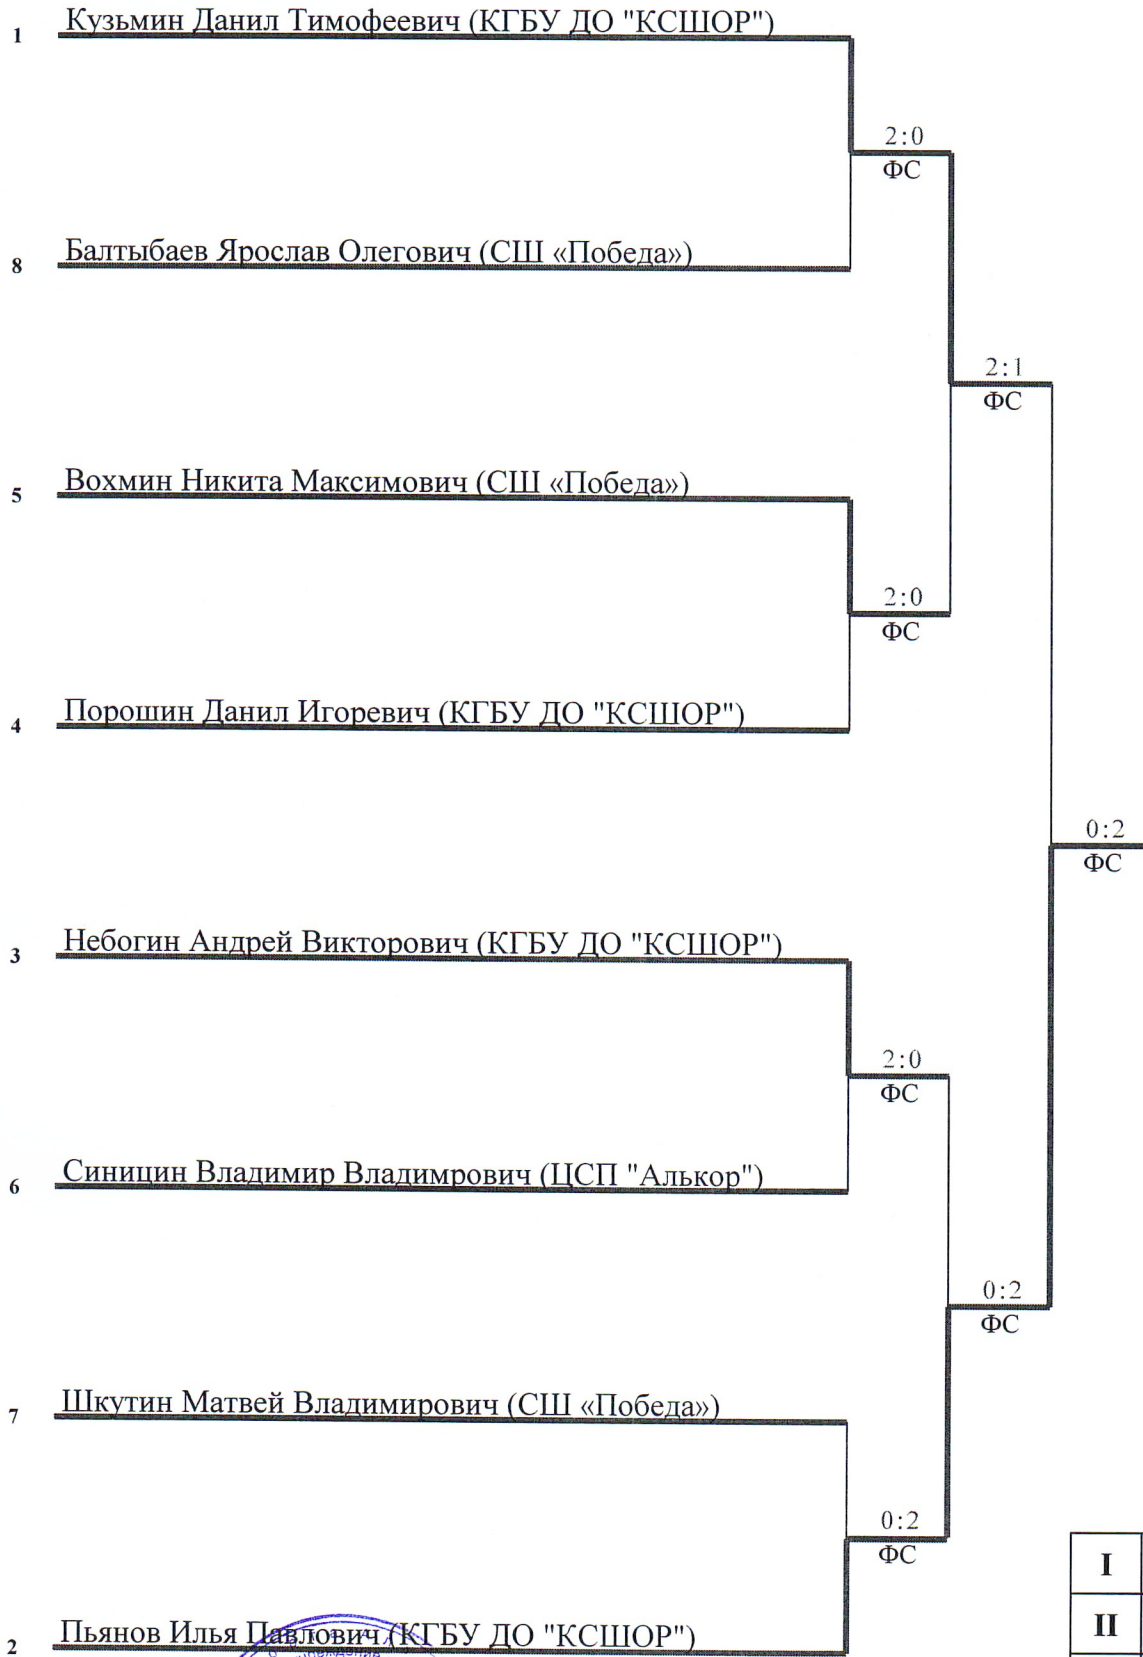 1 Кузьмин Данил Тимофеевич (КГБУ ДО "КСШОР")
2:0
ФС
8 Балтыбаев Ярослав Олегович (СШ «Победа»)
2:1
ФС
5 Вохмин Никита Максимович (СШ «Победа»)
2:0
ФС
4 Порошин Данил Игоревич (КГБУ ДО "КСШОР")
0:2
ФС
3 Небогин Андрей Викторович (КГБУ ДО "КСШОР")
2:0
ФС
6 Синицин Владимир Владимрович (ЦСП "Алькор")
0:2
ФС
7 Шкутин Матвей Владимирович (СШ «Победа»)
0:2
ФС
I
II
2 Пьянов Илья Павлович (КГБУ ДО "КСШОР")